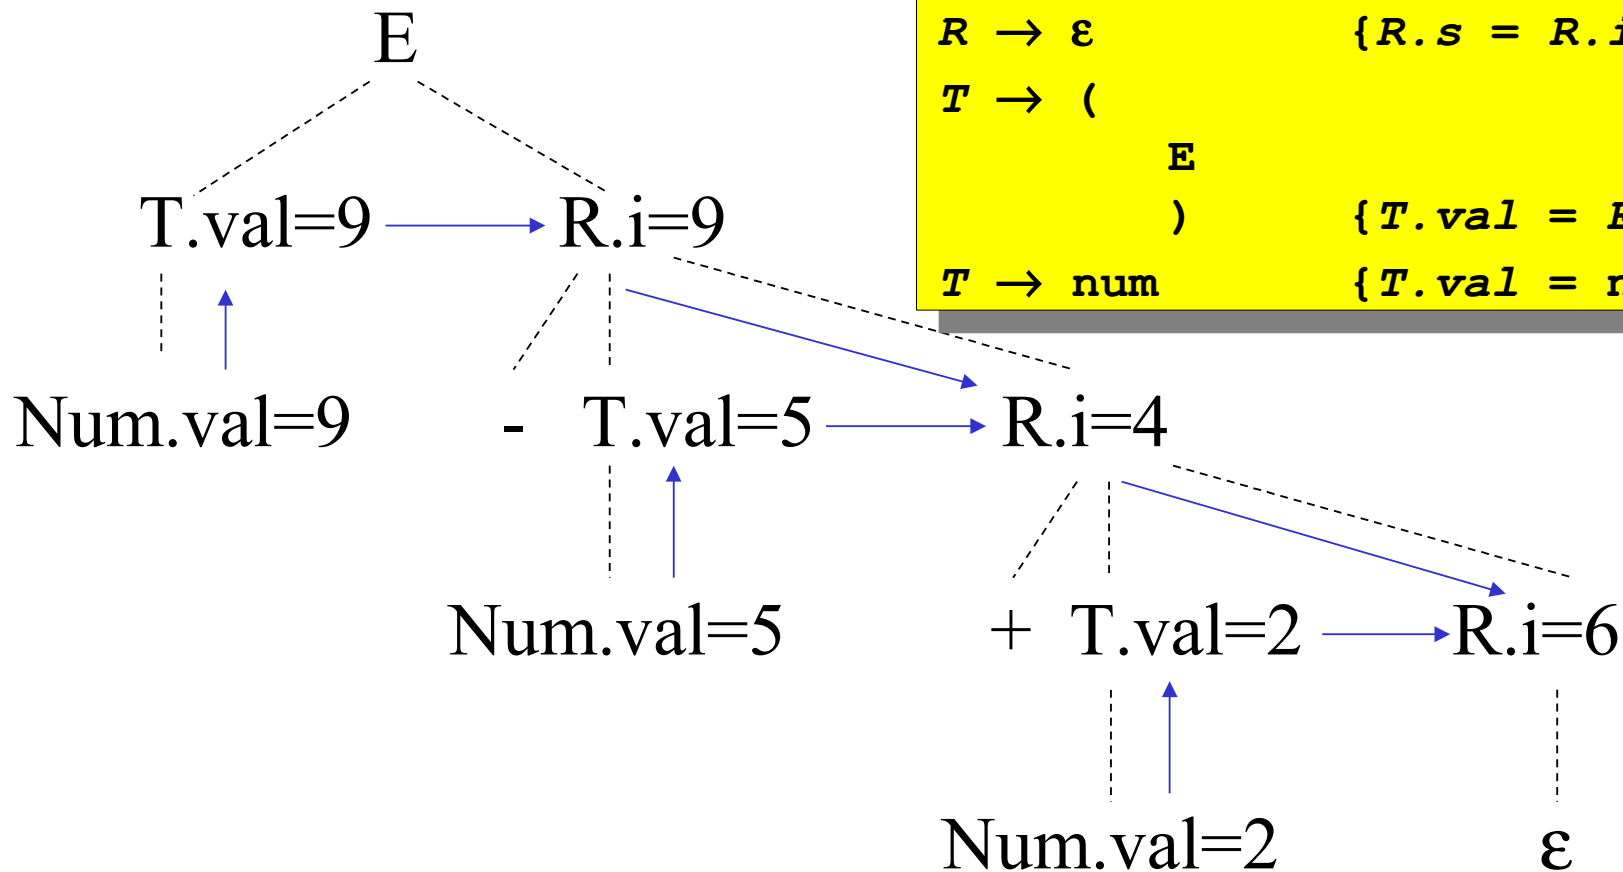 E
R → ε {R.s = R.i
T → (
E
) {T.val = E
T → num {T.val = n
T.val=9 R.i=9
Num.val=9 - T.val=5 R.i=4
Num.val=5 + T.val=2 R.i=6
Num.val=2 ε